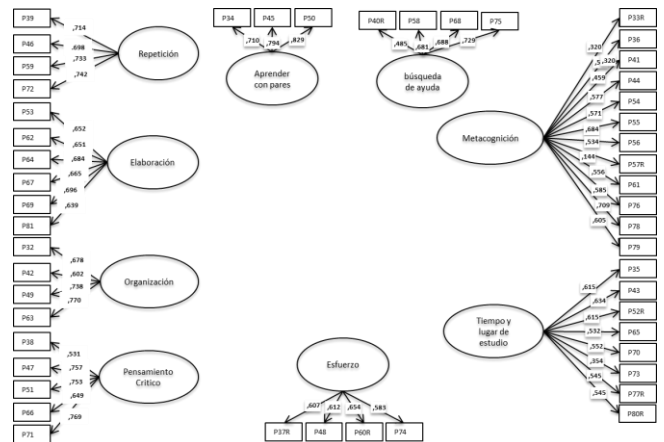 P39
,714
P46
,698
P59
,733
P72
,742
Repetición
P53
,652
P62
,651
P64
,684
P67
,665
P69
,696
P81
,639
Elaboración
P32
,678
P42
,602
P49
,738
P63
,770
Organización
P38
,531
P47
,757
P51
,753
P66
,649
P71
,769
Pensamiento
Critico
P34
P45
P50
,710
,794
,829
Aprender
con pares
P40R
P58
P68
P75
,485
,681
,688
,729
búsqueda
de ayuda
Metacognición
P33R
,320
P36
P41
,320
P44
,459
P54
,577
P55
,571
P56
,684
P57R
,534
P61
,144
P76
,556
P78
,585
P79
,709
,605
Tiempo y
lugar de
estudio
P35
,615
P43
,634
P52R
,615
P65
,532
P70
,552
P73
,354
P77R
,545
P80R
,545
Esfuerzo
,607
,612
,654
,583
P37R
P48
P60R
P74